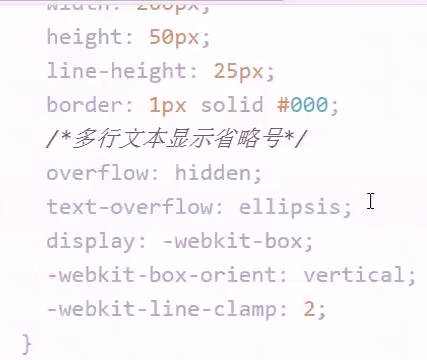 height: 50px;
line-height: 25px;
border: 1px solid #000;
/*多行文本显示省略号*/
overflow: hidden;
text-overflow: ellipsis;
display: -webkit-box;
-webkit-box-orient: vertical;
-webkit-line-clamp: 2;
}